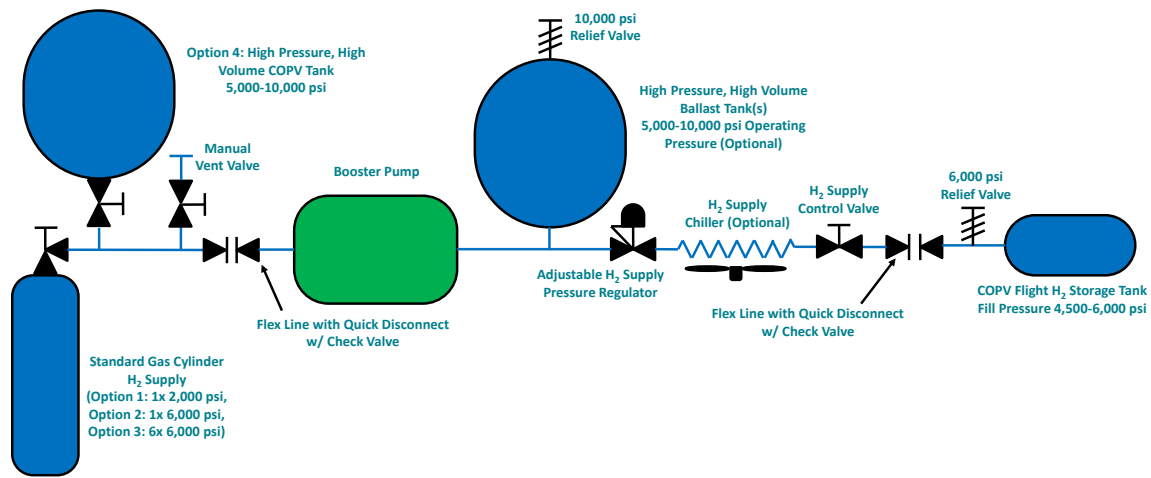 Option 4: High Pressure, High
Volume COPV Tank
5,000-10,000 psi
Manual
Vent Valve
Booster Pump
10,000 psi
Relief Valve
High Pressure, High Volume
Ballast Tank(s)
5,000-10,000 psi Operating
Pressure (Optional)
H₂ Supply
Chiller (Optional)
H₂ Supply
Control Valve
6,000 psi
Relief Valve
Adjustable H₂ Supply
Pressure Regulator
COPV Flight H₂ Storage Tank
Fill Pressure 4,500-6,000 psi
Flex Line with Quick Disconnect
w/ Check Valve
Flex Line with Quick Disconnect
w/ Check Valve
Standard Gas Cylinder
H₂ Supply
(Option 1: 1x 2,000 psi,
Option 2: 1x 6,000 psi,
Option 3: 6x 6,000 psi)